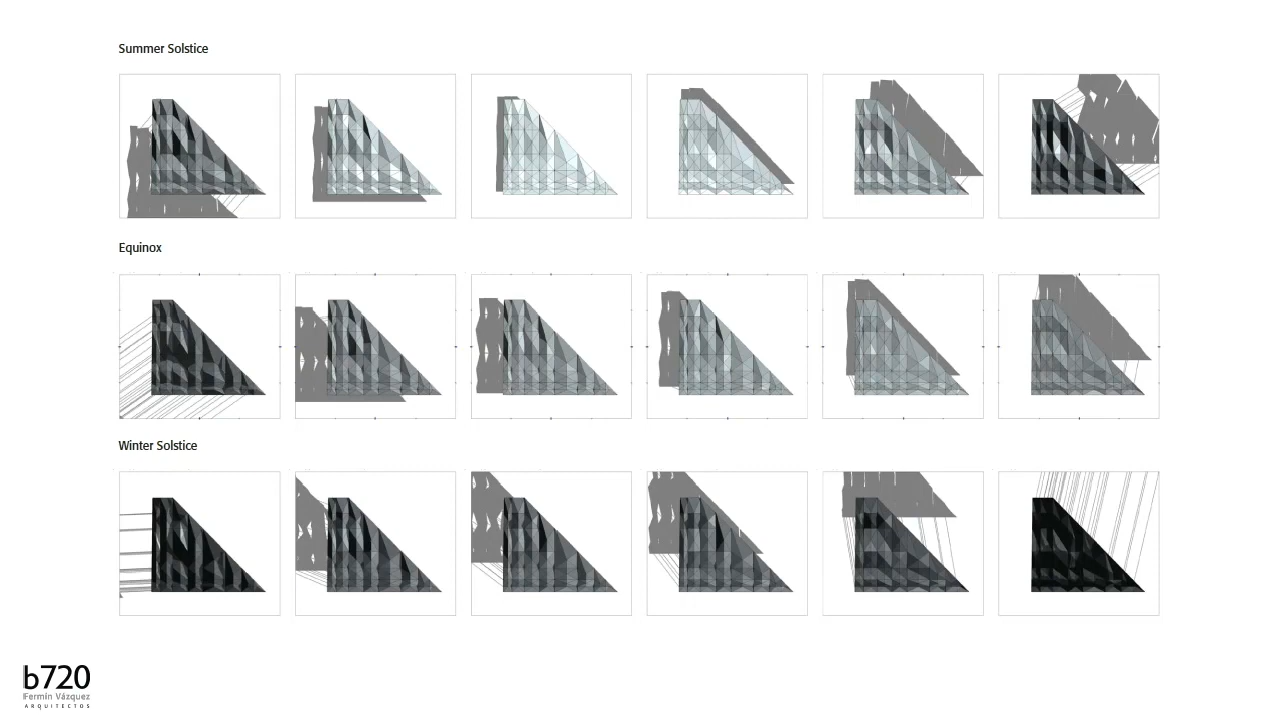 Summer Solstice
Equinox
Winter Solstice
b720
Fermín Vázquez
ARQUITECTOS